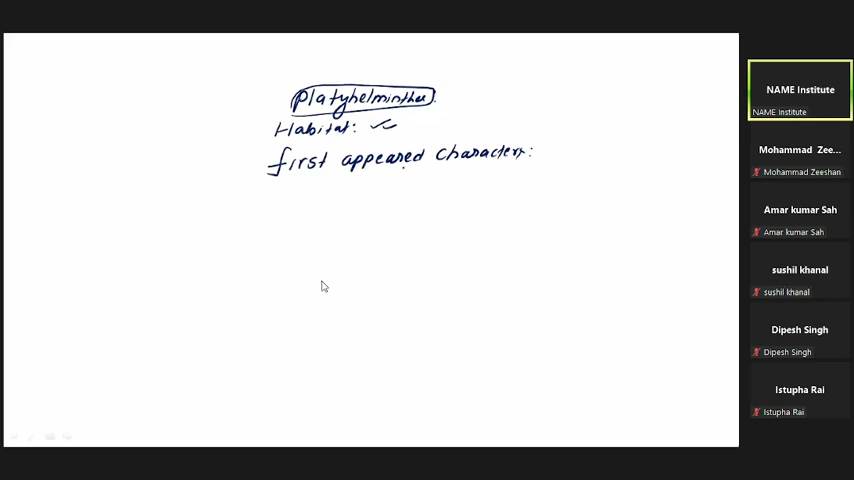 Platyhelminthes.
Habitat: ✓
first appeared characters:
NAME Institute
NAME Institute
Mohammad Zee...
Mohammad Zeeshan
Amar kumar Sah
Amar kumar Sah
sushil khanal
sushil khanal
Dipesh Singh
Dipesh Singh
Istupha Rai
Istupha Rai